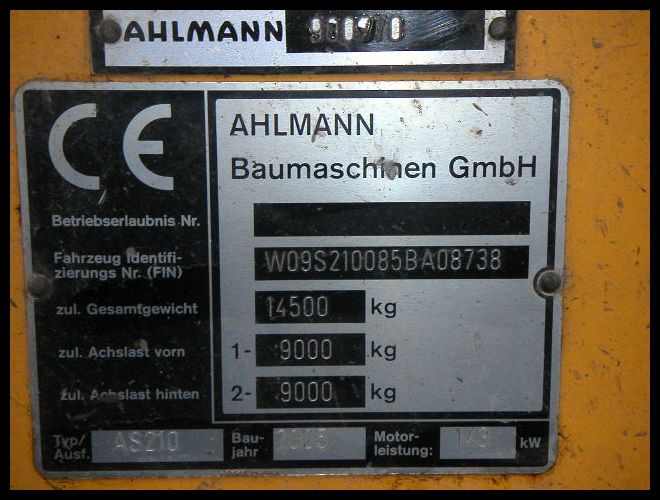 AHLMANN
CE
AHLMANN
Baumaschinen GmbH
Betriebserlaubnis Nr.
Fahrzeug Identifi-
zierungs Nr. (FIN) W09S210085BA08738
zul. Gesamtgewicht 14500 kg
zul. Achslast vorn 1- 9000 kg
zul. Achslast hinten 2- 9000 kg
Typ/
Ausf. AS210 Bau-
jahr Motor-
leistung: kW